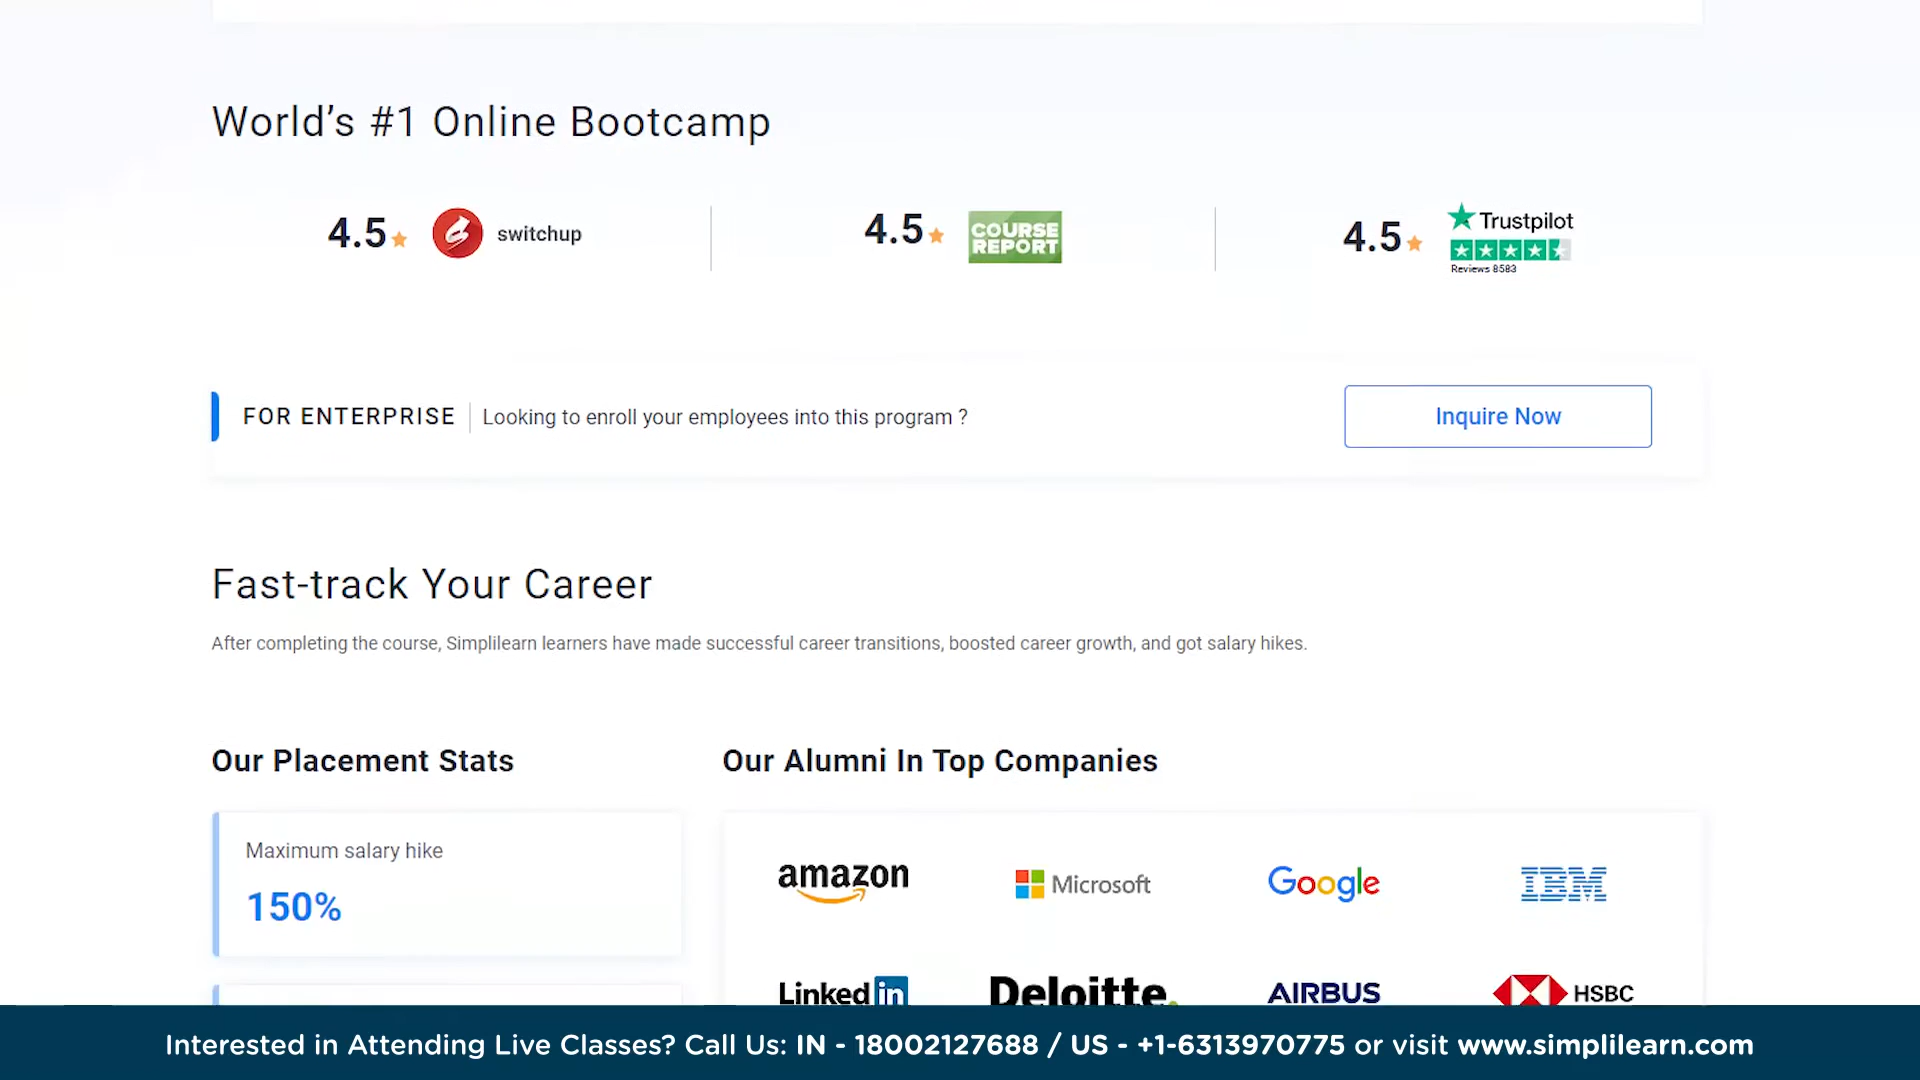 World’s #1 Online Bootcamp
4.5 switchup
4.5 COURSE REPORT
4.5 Trustpilot
Reviews 8583
FOR ENTERPRISE Looking to enroll your employees into this program ?
Inquire Now
Fast-track Your Career
After completing the course, Simplilearn learners have made successful career transitions, boosted career growth, and got salary hikes.
Our Placement Stats
Maximum salary hike
150%
Our Alumni In Top Companies
amazon Microsoft Google IBM
Linkedin Deloitte. AIRBUS HSBC
Interested in Attending Live Classes? Call Us: IN - 18002127688 / US - +1-6313970775 or visit www.simplilearn.com